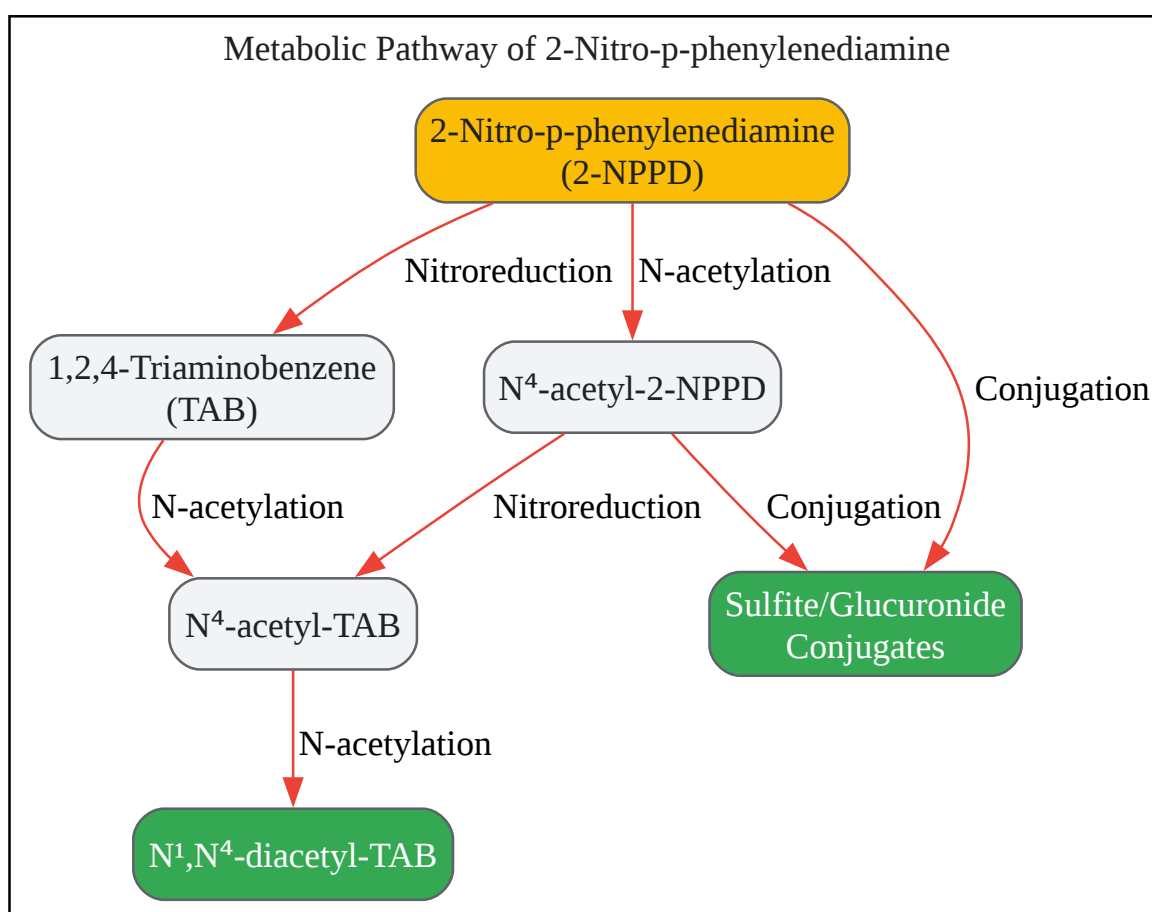 Metabolic Pathway of 2-Nitro-p-phenylenediamine
2-Nitro-p-phenylenediamine
(2-NPPD)
Nitroreduction
N-acetylation
1,2,4-Triaminobenzene
(TAB)
N⁴-acetyl-2-NPPD
Conjugation
N-acetylation
Nitroreduction
Conjugation
N⁴-acetyl-TAB
Sulfite/Glucuronide
Conjugates
N-acetylation
N¹,N⁴-diacetyl-TAB